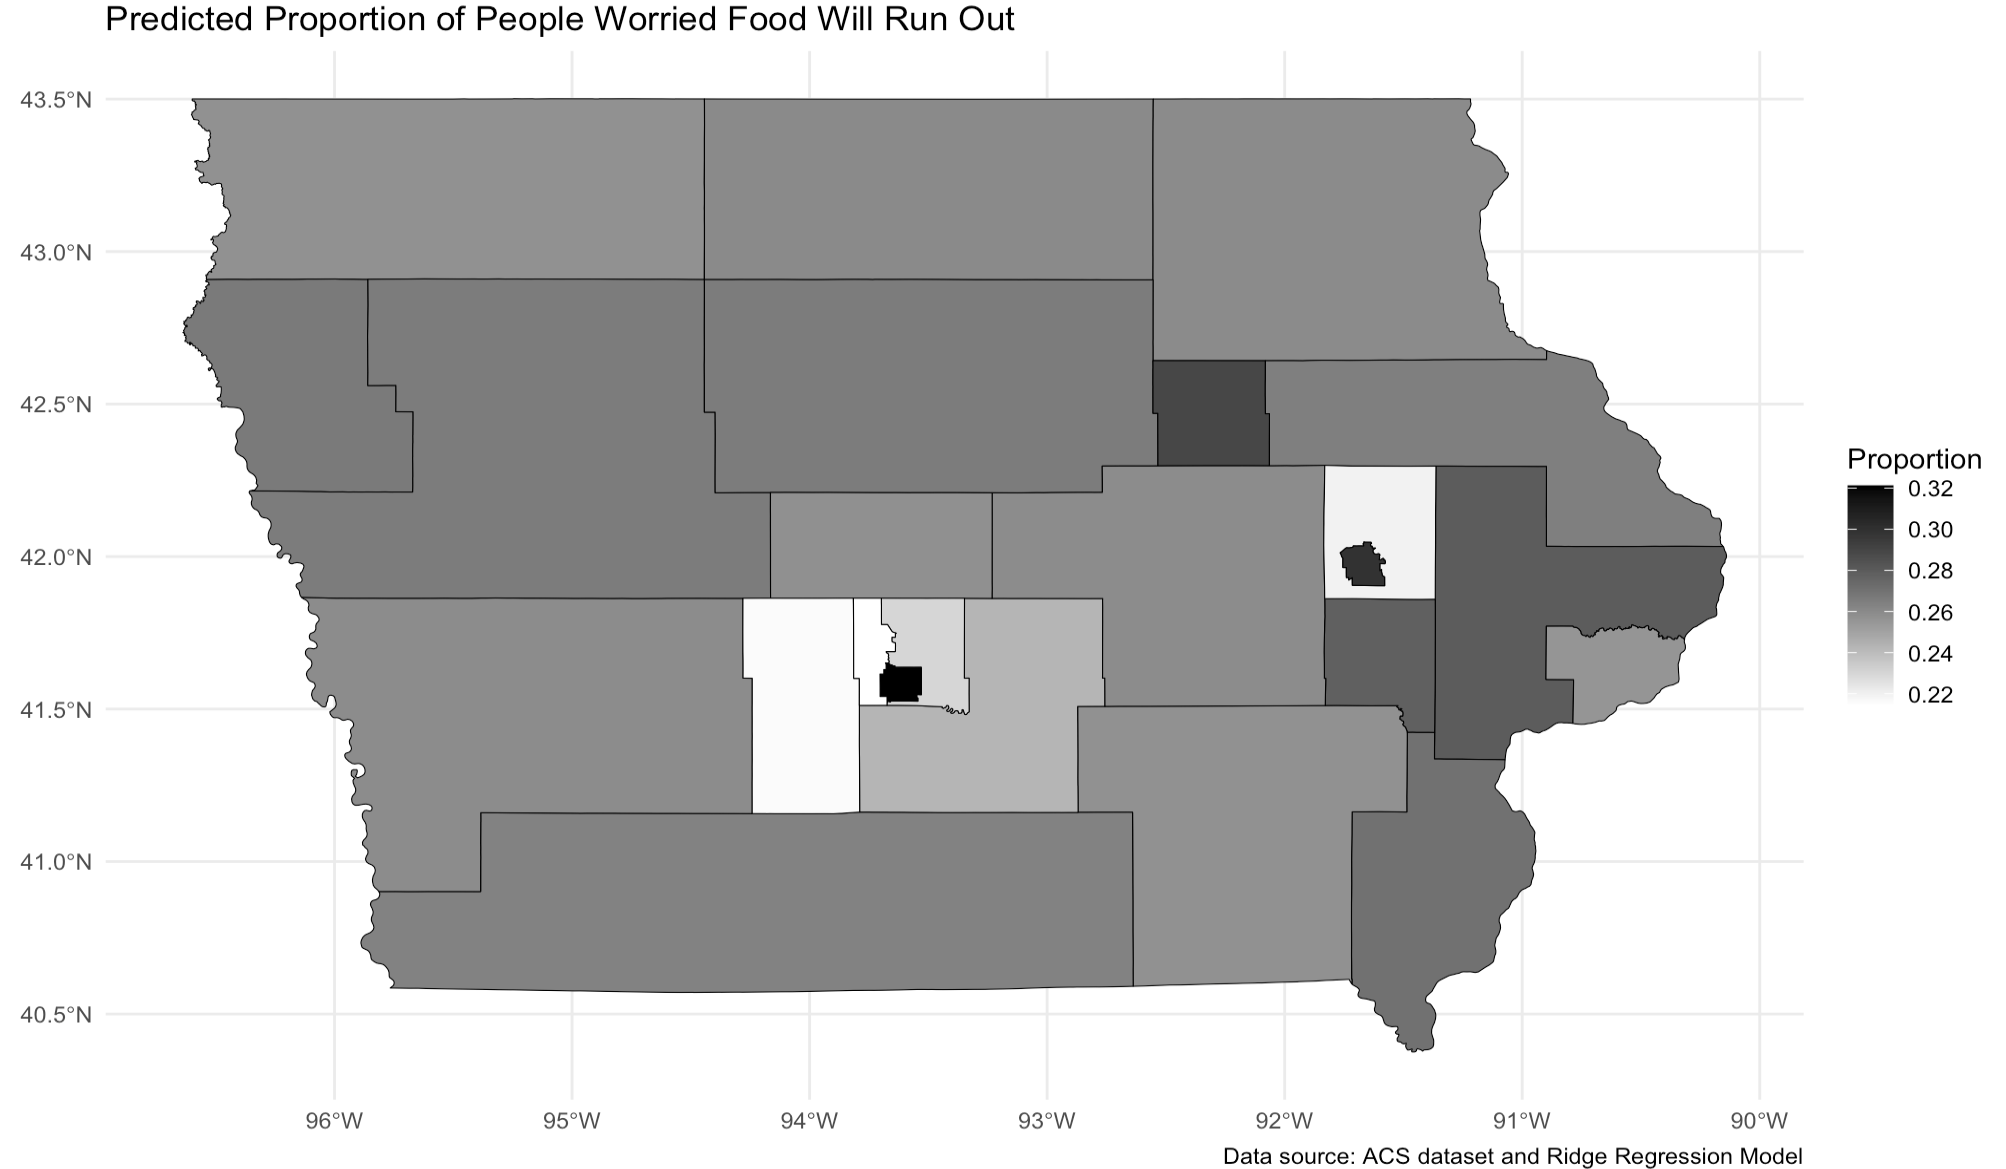 Predicted Proportion of People Worried Food Will Run Out
43.5°N
43.0°N
42.5°N
42.0°N
41.5°N
41.0°N
40.5°N
96°W
95°W
94°W
93°W
92°W
91°W
90°W
Proportion
0.32
0.30
0.28
0.26
0.24
0.22
Data source: ACS dataset and Ridge Regression Model